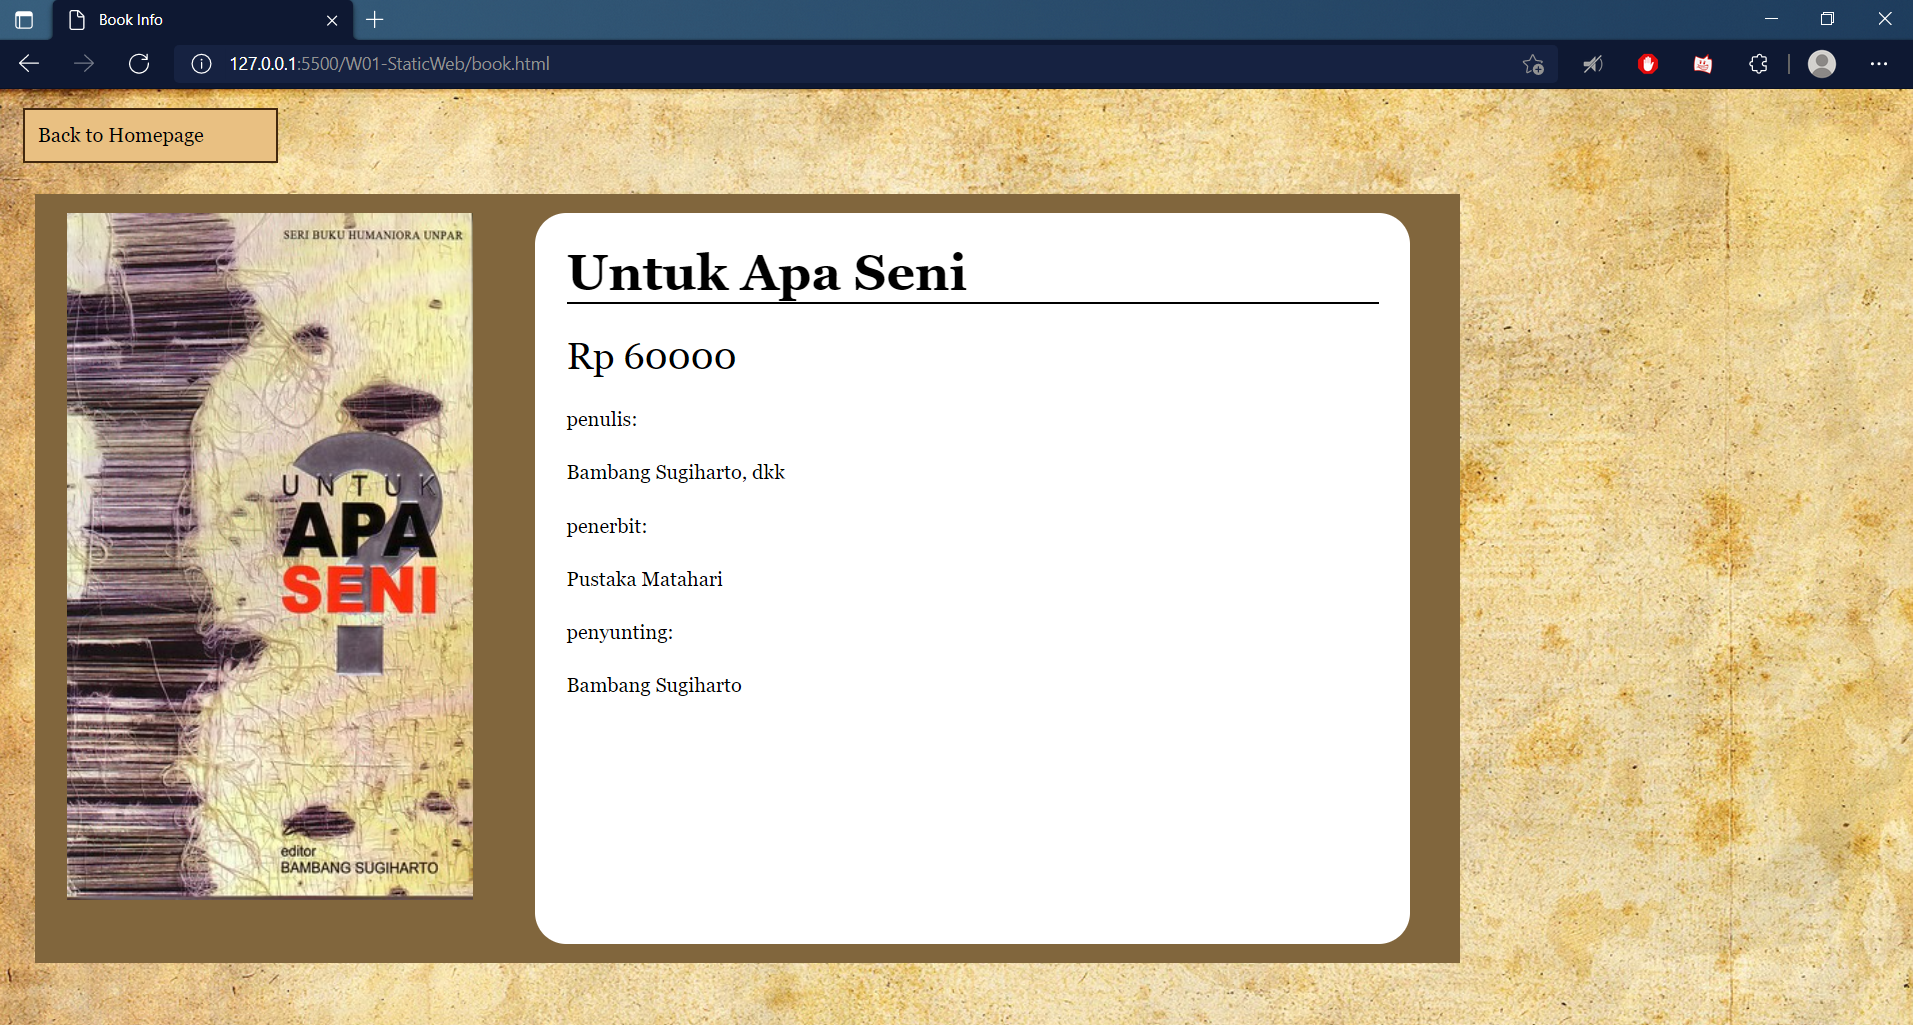 Book Info
127.0.0.1:5500/W01-StaticWeb/book.html
Back to Homepage
SERI BUKU HUMANIORA UNPAR
UNTUK
APA
SENI
?
editor
BAMBANG SUGIHARTO
Untuk Apa Seni
Rp 60000
penulis:
Bambang Sugiharto, dkk
penerbit:
Pustaka Matahari
penyunting:
Bambang Sugiharto